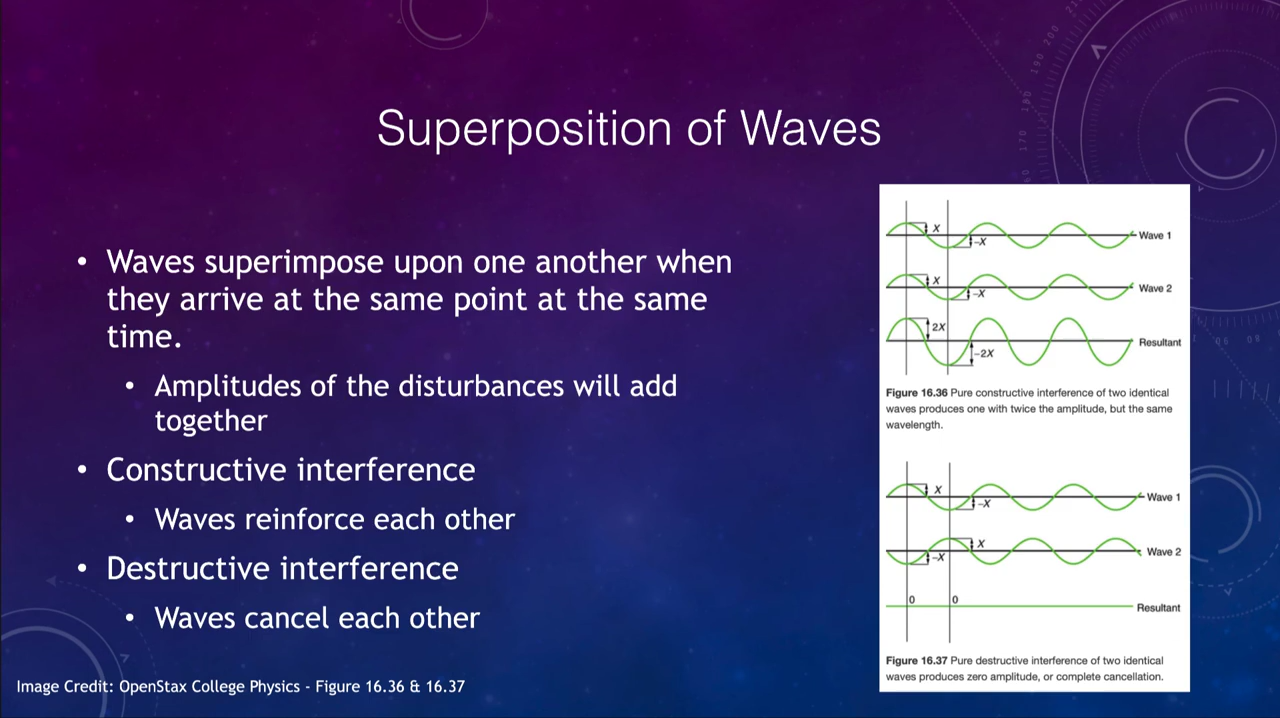 Superposition of Waves
• Waves superimpose upon one another when
they arrive at the same point at the same
time.
• Amplitudes of the disturbances will add
together
• Constructive interference
• Waves reinforce each other
• Destructive interference
• Waves cancel each other
Image Credit: OpenStax College Physics - Figure 16.36 & 16.37
X
-X
Wave 1
X
-X
Wave 2
2X
-2X
Resultant
Figure 16.36 Pure constructive interference of two identical
waves produces one with twice the amplitude, but the same
wavelength.
X
-X
Wave 1
X
-X
Wave 2
0 0
Resultant
Figure 16.37 Pure destructive interference of two identical
waves produces zero amplitude, or complete cancellation.
170
190
200